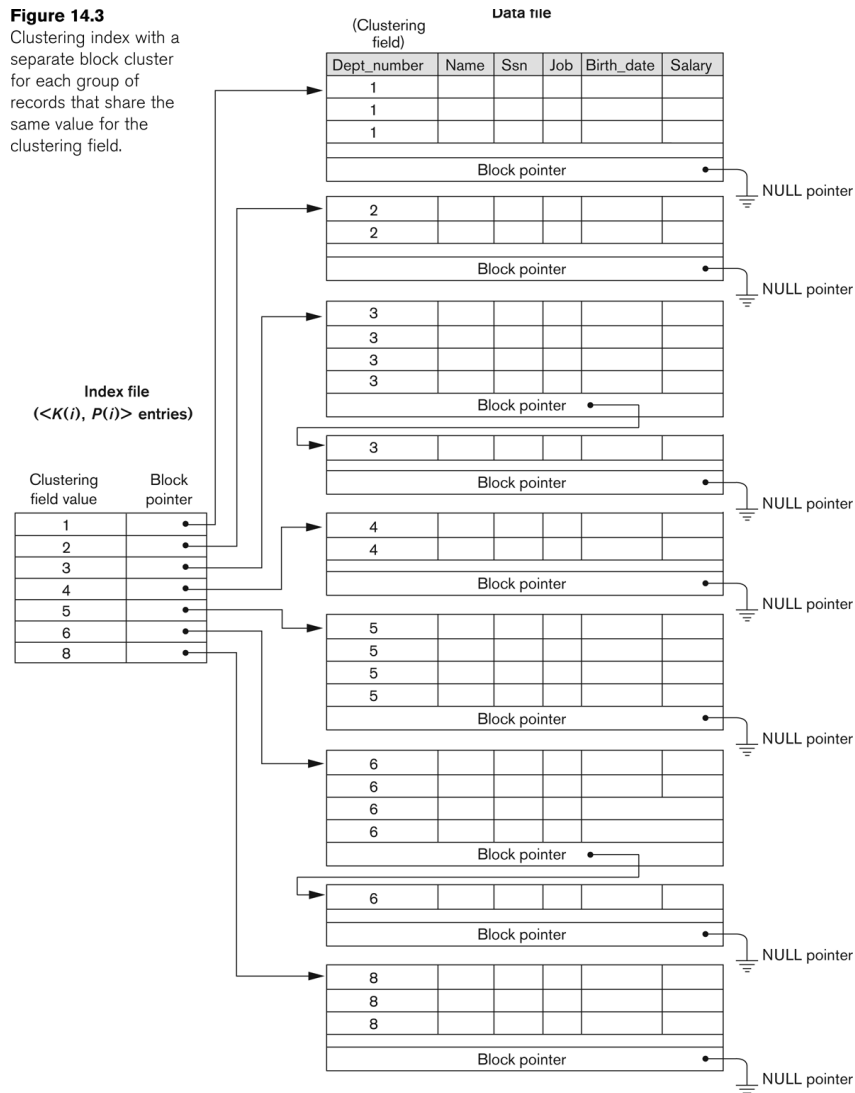 Figure 14.3
Clustering index with a
separate block cluster
for each group of
records that share the
same value for the
clustering field.
Data file
(Clustering
field)
Dept_number Name Ssn Job Birth_date Salary
1
1
1
Block pointer
NULL pointer
2
2
Block pointer
NULL pointer
3
3
3
3
Block pointer
3
Block pointer
NULL pointer
4
4
Block pointer
NULL pointer
5
5
5
5
Block pointer
NULL pointer
6
6
6
6
Block pointer
6
Block pointer
NULL pointer
8
8
8
Block pointer
NULL pointer
Index file
(<K(i), P(i)> entries)
Clustering
field value
Block
pointer
1
2
3
4
5
6
8